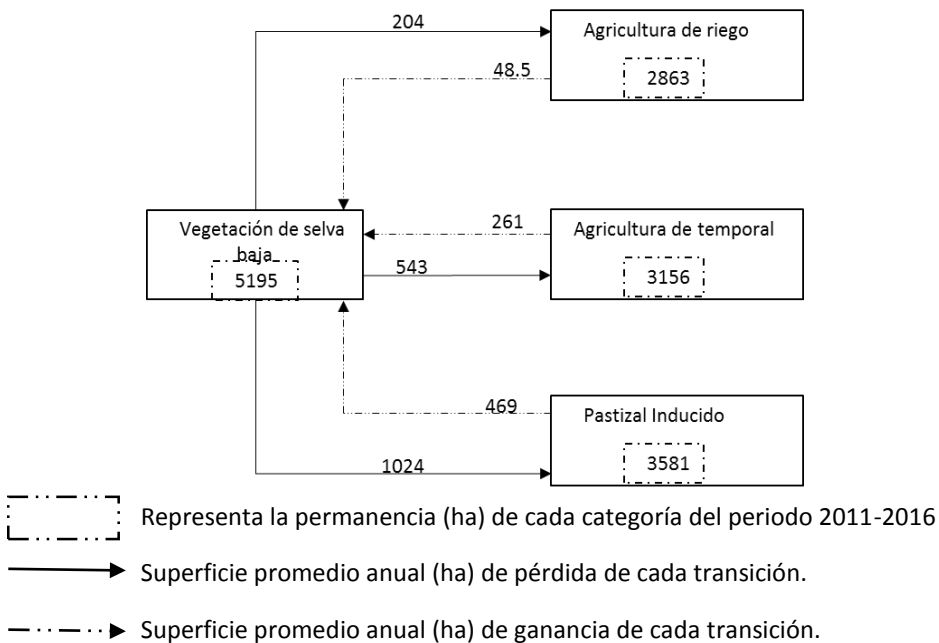 204
Agricultura de riego
48.5
2863
Vegetación de selva
baja
5195
261
Agricultura de temporal
543
3156
469
Pastizal Inducido
1024
3581
Representa la permanencia (ha) de cada categoría del periodo 2011-2016
Superficie promedio anual (ha) de pérdida de cada transición.
Superficie promedio anual (ha) de ganancia de cada transición.